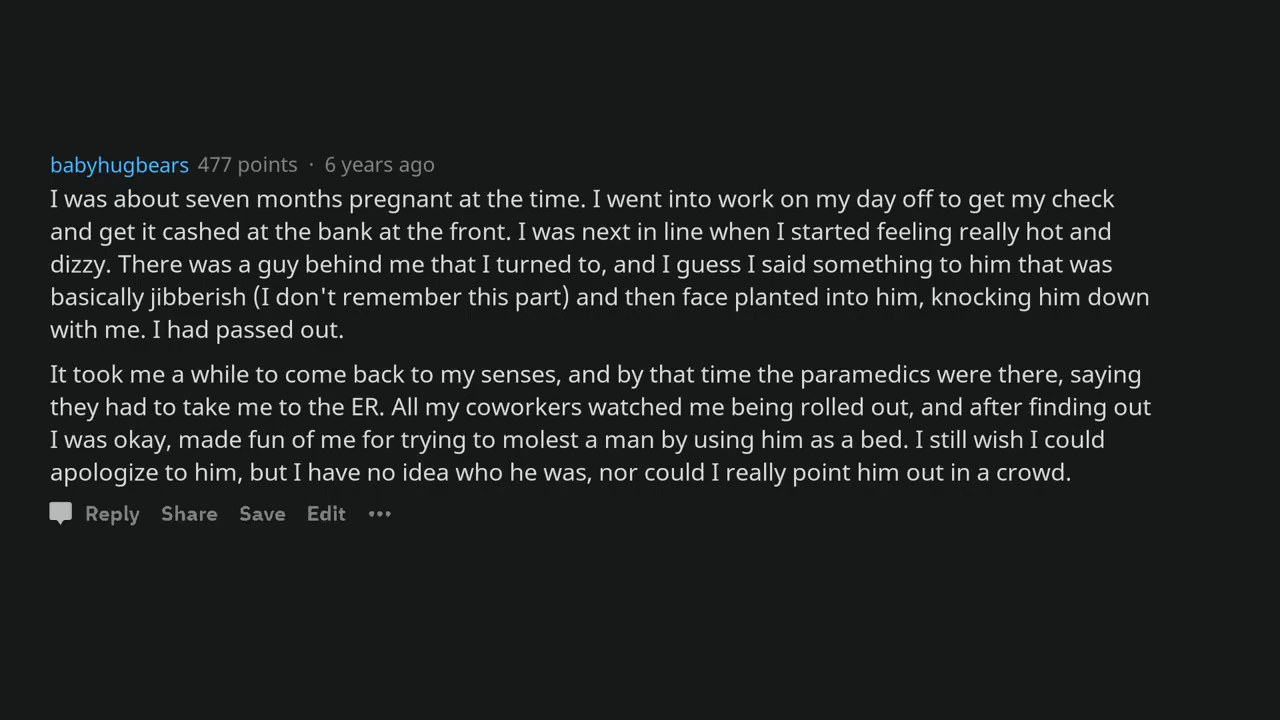 babyhugbears 477 points · 6 years ago
I was about seven months pregnant at the time. I went into work on my day off to get my check
and get it cashed at the bank at the front. I was next in line when I started feeling really hot and
dizzy. There was a guy behind me that I turned to, and I guess I said something to him that was
basically jibberish (I don't remember this part) and then face planted into him, knocking him down
with me. I had passed out.
It took me a while to come back to my senses, and by that time the paramedics were there, saying
they had to take me to the ER. All my coworkers watched me being rolled out, and after finding out
I was okay, made fun of me for trying to molest a man by using him as a bed. I still wish I could
apologize to him, but I have no idea who he was, nor could I really point him out in a crowd.
Reply Share Save Edit •••